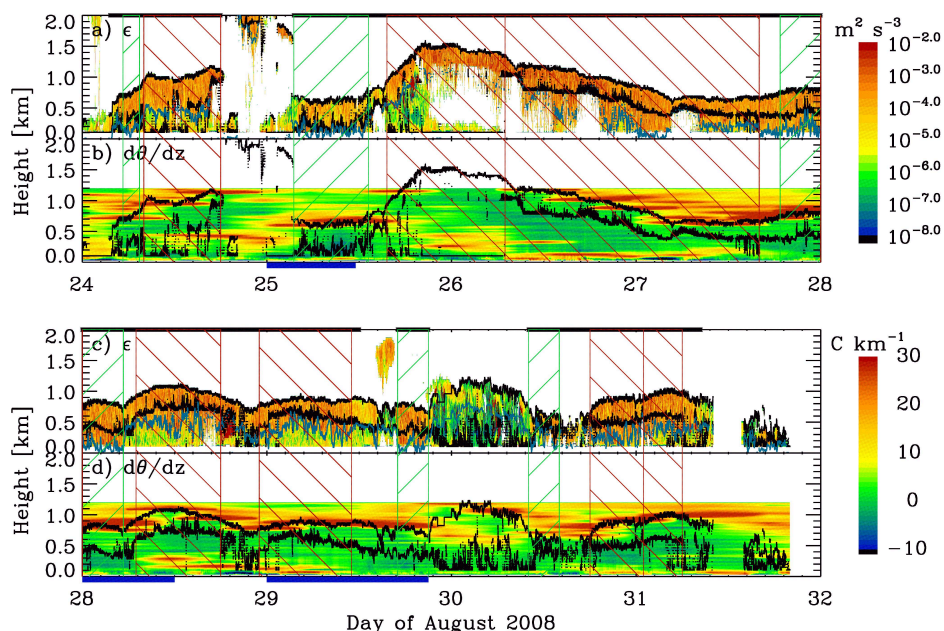 a) ϵ
m² s⁻³
2.0
1.5
1.0
0.5
0.0
10⁻²·⁰
10⁻³·⁰
10⁻⁴·⁰
10⁻⁵·⁰
10⁻⁶·⁰
10⁻⁷·⁰
10⁻⁸·⁰
Height [km]
b) dθ/dz
2.0
1.5
1.0
0.5
0.0
24 25 26 27 28
c) ϵ
C km⁻¹
2.0
1.5
1.0
0.5
0.0
30
20
10
0
−10
Height [km]
d) dθ/dz
2.0
1.5
1.0
0.5
0.0
28 29 30 31 32
Day of August 2008